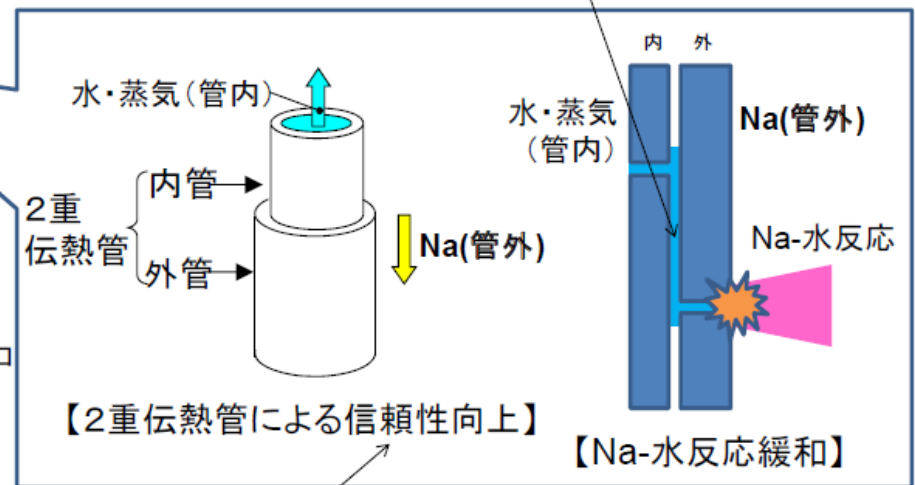 水・蒸気(管内)
2重
伝熱管
内管
外管
Na(管外)
【2重伝熱管による信頼性向上】
内 外
水・蒸気
(管内)
Na(管外)
Na-水反応
【Na-水反応緩和】